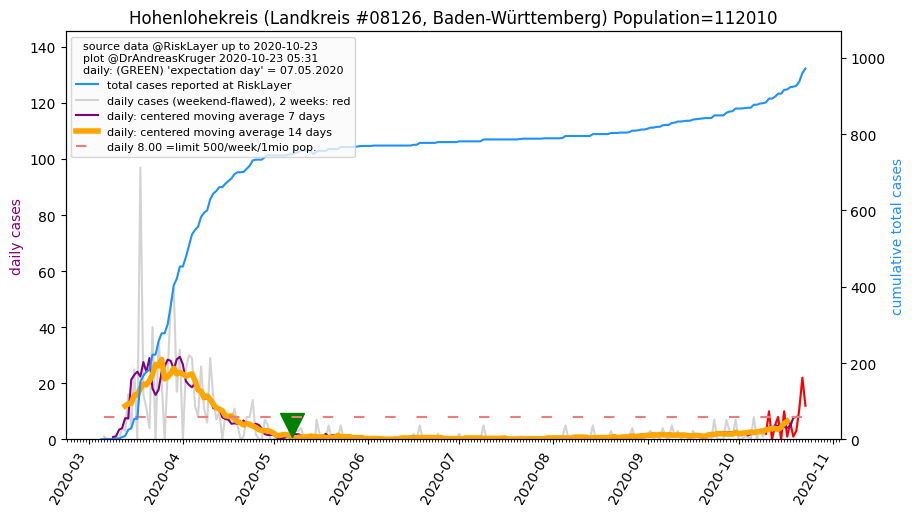 Hohenlohekreis (Landkreis #08126, Baden-Württemberg) Population=112010
source data @RiskLayer up to 2020-10-23
plot @DrAndreasKruger 2020-10-23 05:31
daily: (GREEN) 'expectation day' = 07.05.2020
total cases reported at RiskLayer
daily cases (weekend-flawed), 2 weeks: red
daily: centered moving average 7 days
daily: centered moving average 14 days
daily 8.00 =limit 500/week/1mio pop.
daily cases
140
120
100
80
60
40
20
0
cumulative total cases
1000
800
600
400
200
0
2020-03
2020-04
2020-05
2020-06
2020-07
2020-08
2020-09
2020-10
2020-11